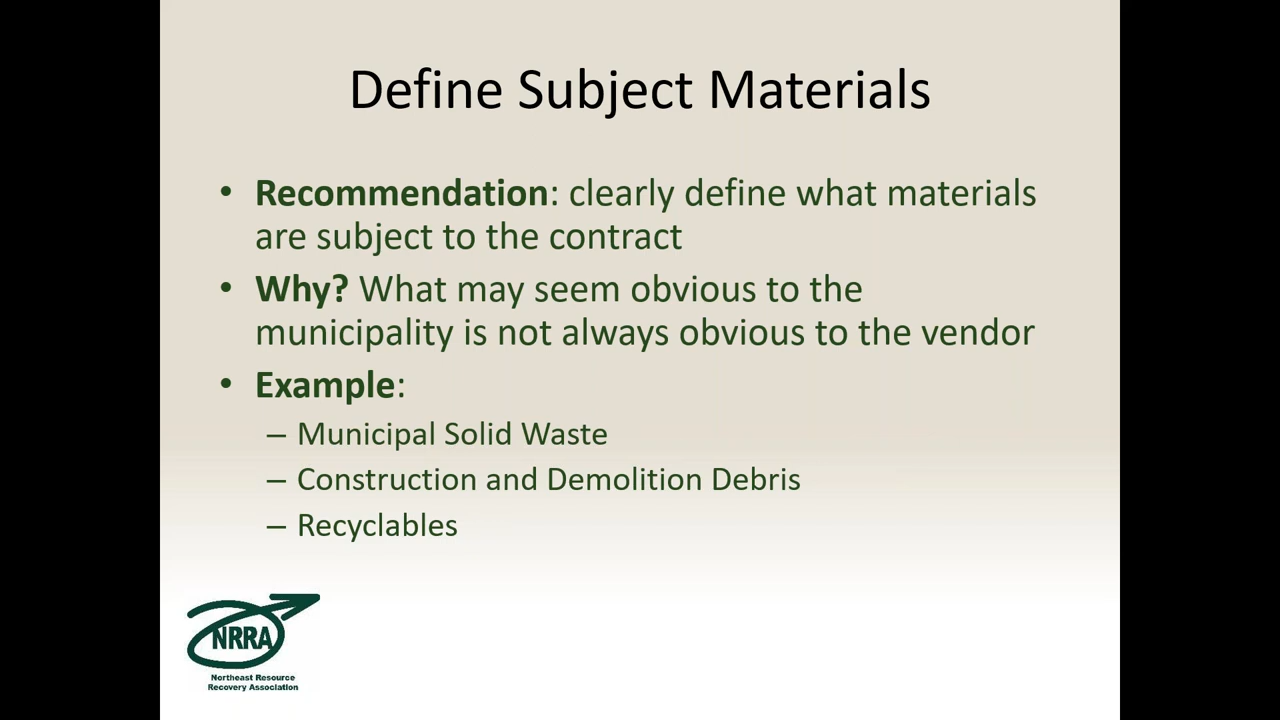 Define Subject Materials
• Recommendation: clearly define what materials
are subject to the contract
• Why? What may seem obvious to the
municipality is not always obvious to the vendor
• Example:
– Municipal Solid Waste
– Construction and Demolition Debris
– Recyclables
NRRA
Northeast Resource
Recovery Association